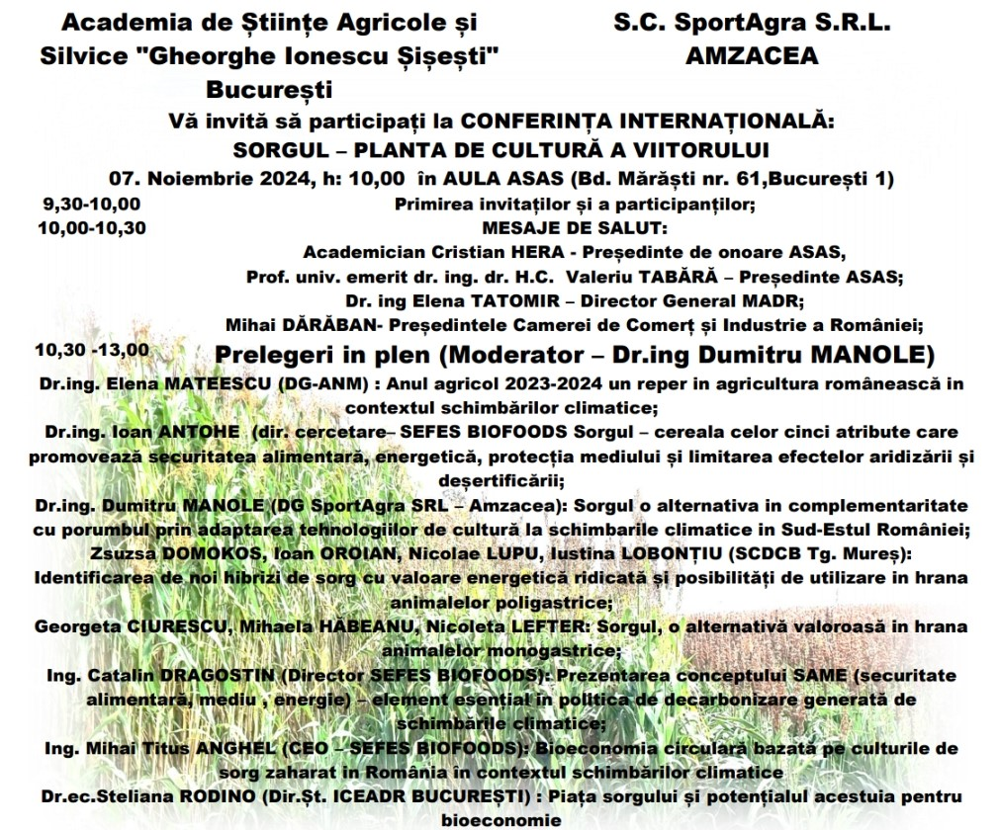 Academia de Științe Agricole și
Silvice "Gheorghe Ionescu Șișești"
București
S.C. SportAgra S.R.L.
AMZACEA
Vă invită să participați la CONFERINȚA INTERNAȚIONALĂ:
SORGUL – PLANTA DE CULTURĂ A VIITORULUI
07. Noiembrie 2024, h: 10,00 în AULA ASAS (Bd. Mărăști nr. 61,București 1)
9,30-10,00 Primirea invitaților și a participanților;
10,00-10,30 MESAJE DE SALUT:
Academician Cristian HERA - Președinte de onoare ASAS,
Prof. univ. emerit dr. ing. dr. H.C. Valeriu TABĂRĂ – Președinte ASAS;
Dr. ing Elena TATOMIR – Director General MADR;
Mihai DĂRĂBAN- Președintele Camerei de Comerț și Industrie a României;
10,30 -13,00 Prelegeri in plen (Moderator – Dr.ing Dumitru MANOLE)
Dr.ing. Elena MATEESCU (DG-ANM) : Anul agricol 2023-2024 un reper in agricultura românească in
contextul schimbărilor climatice;
Dr.ing. Ioan ANTOHE (dir. cercetare– SEFES BIOFOODS Sorgul – cereala celor cinci atribute care
promovează securitatea alimentară, energetică, protecția mediului și limitarea efectelor aridizării și
deșertificării;
Dr.ing. Dumitru MANOLE (DG SportAgra SRL – Amzacea): Sorgul o alternativa in complementaritate
cu porumbul prin adaptarea tehnologiilor de cultură la schimbarile climatice in Sud-Estul României;
Zsuzsa DOMOKOS, Ioan OROIAN, Nicolae LUPU, Iustina LOBONȚIU (SCDCB Tg. Mureș):
Identificarea de noi hibrizi de sorg cu valoare energetică ridicată și posibilități de utilizare in hrana
animalelor poligastrice;
Georgeta CIURESCU, Mihaela HĂBEANU, Nicoleta LEFTER: Sorgul, o alternativă valoroasă in hrana
animalelor monogastrice;
Ing. Catalin DRAGOSTIN (Director SEFES BIOFOODS): Prezentarea conceptului SAME (securitate
alimentară, mediu , energie) – element esențial in politica de decarbonizare generată de
schimbările climatice;
Ing. Mihai Titus ANGHEL (CEO – SEFES BIOFOODS): Bioeconomia circulară bazată pe culturile de
sorg zaharat in România în contextul schimbărilor climatice
Dr.ec.Steliana RODINO (Dir.Șt. ICEADR BUCUREȘTI) : Piața sorgului și potențialul acestuia pentru
bioeconomie